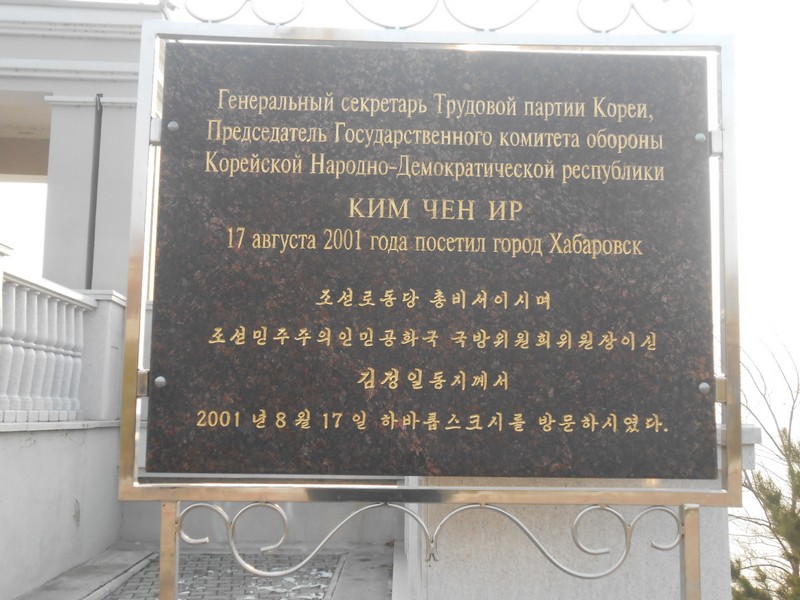 Генеральный секретарь Трудовой партии Кореи,
Председатель Государственного комитета обороны
Корейской Народно-Демократической республики
КИМ ЧЕН ИР
17 августа 2001 года посетил город Хабаровск
조선로동당 총비서이시며
조선민주주의인민공화국 국방위원회위원장이신
김정일동지께서
2001 년 8 월 17 일 하바롭스크시를 방문하시였다.